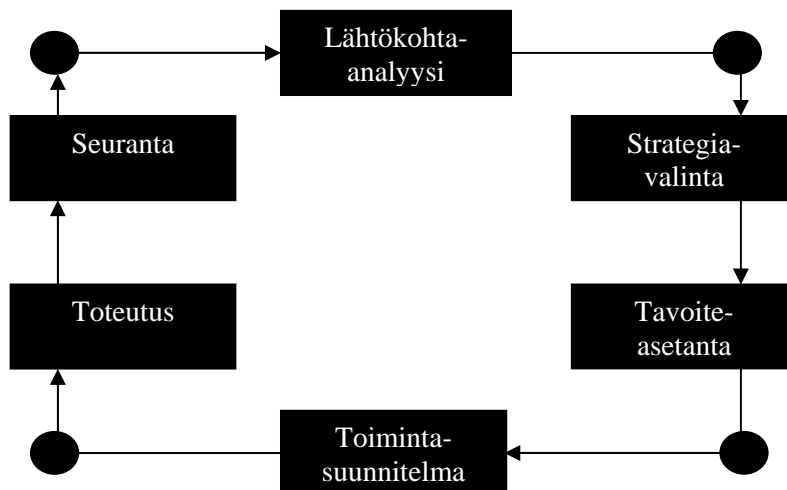 Lähtökohta-
analyysi
Seuranta
Strategia-
valinta
Toteutus
Tavoite-
asetanta
Toiminta-
suunnitelma